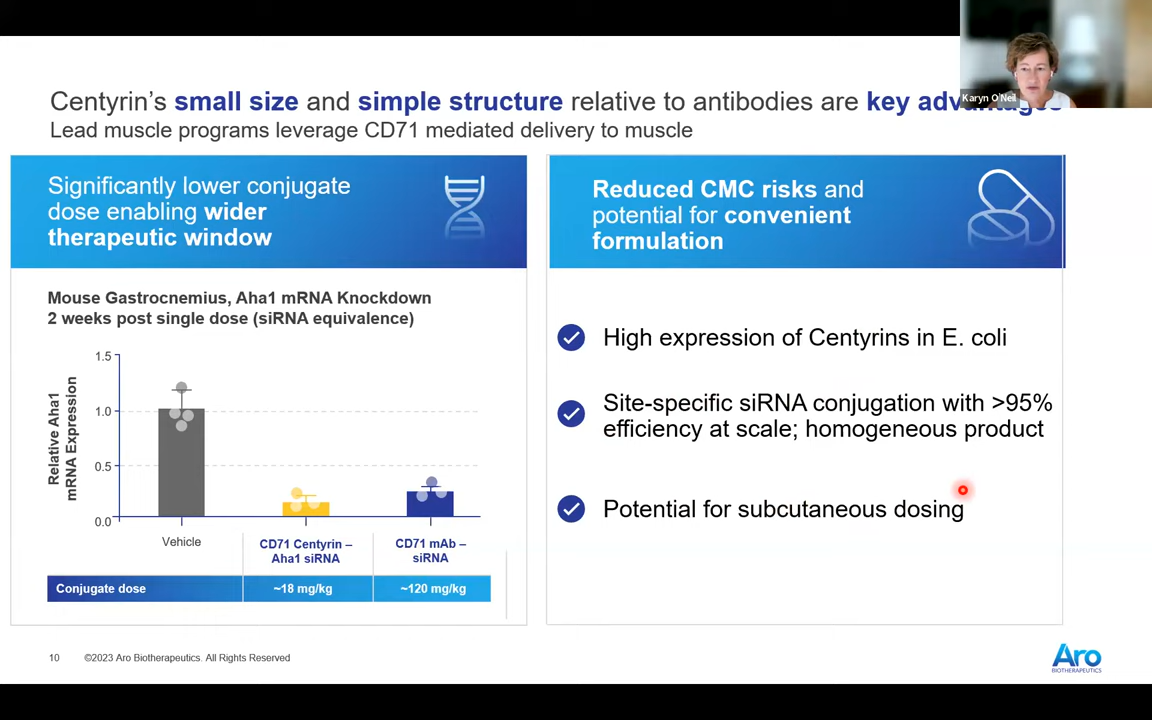 Karyn O'Neil
Centyrin's small size and simple structure relative to antibodies are key advantages
Lead muscle programs leverage CD71 mediated delivery to muscle
Significantly lower conjugate
dose enabling wider
therapeutic window
Mouse Gastrocnemius, Aha1 mRNA Knockdown
2 weeks post single dose (siRNA equivalence)
Relative Aha1
mRNA Expression
1.5
1.0
0.5
0.0
Vehicle
CD71 Centyrin –
Aha1 siRNA
CD71 mAb –
siRNA
Conjugate dose
~18 mg/kg
~120 mg/kg
Reduced CMC risks and
potential for convenient
formulation
High expression of Centyrins in E. coli
Site-specific siRNA conjugation with >95%
efficiency at scale; homogeneous product
Potential for subcutaneous dosing
10
©2023 Aro Biotherapeutics. All Rights Reserved
Aro
BIOTHERAPEUTICS